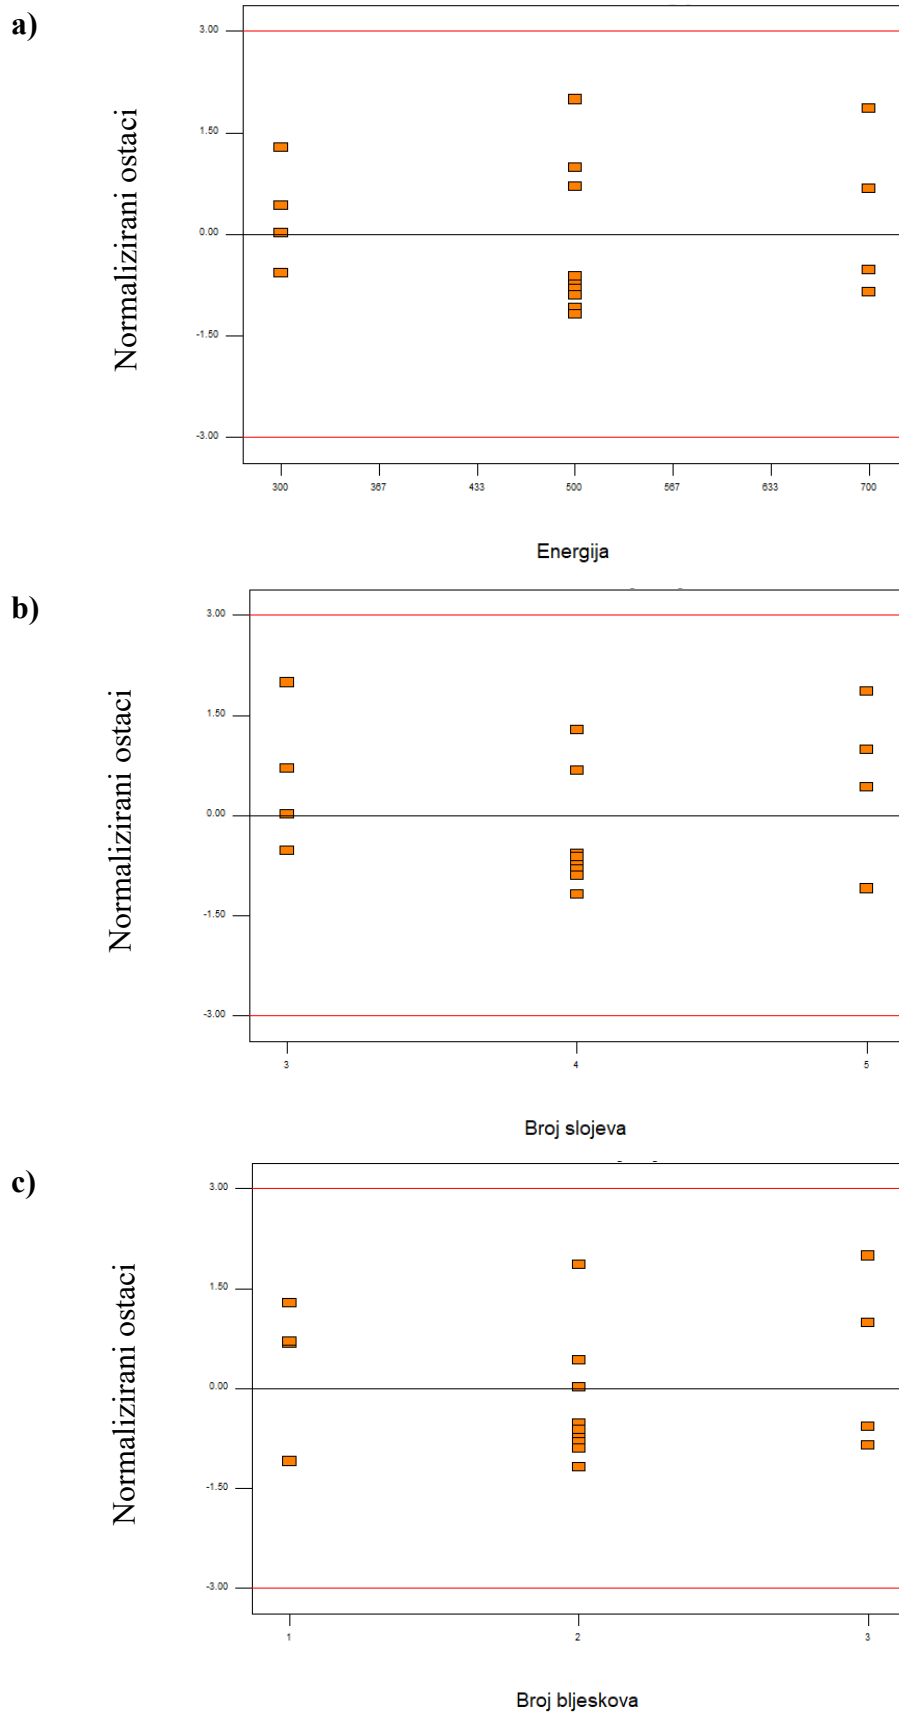 a)
Normalizirani ostaci
3.00
1.50
0.00
-1.50
-3.00
300 367 433 500 567 633 700
Energija
b)
Normalizirani ostaci
3.00
1.50
0.00
-1.50
-3.00
3 4 5
Broj slojeva
c)
Normalizirani ostaci
3.00
1.50
0.00
-1.50
-3.00
1 2 3
Broj bljeskova